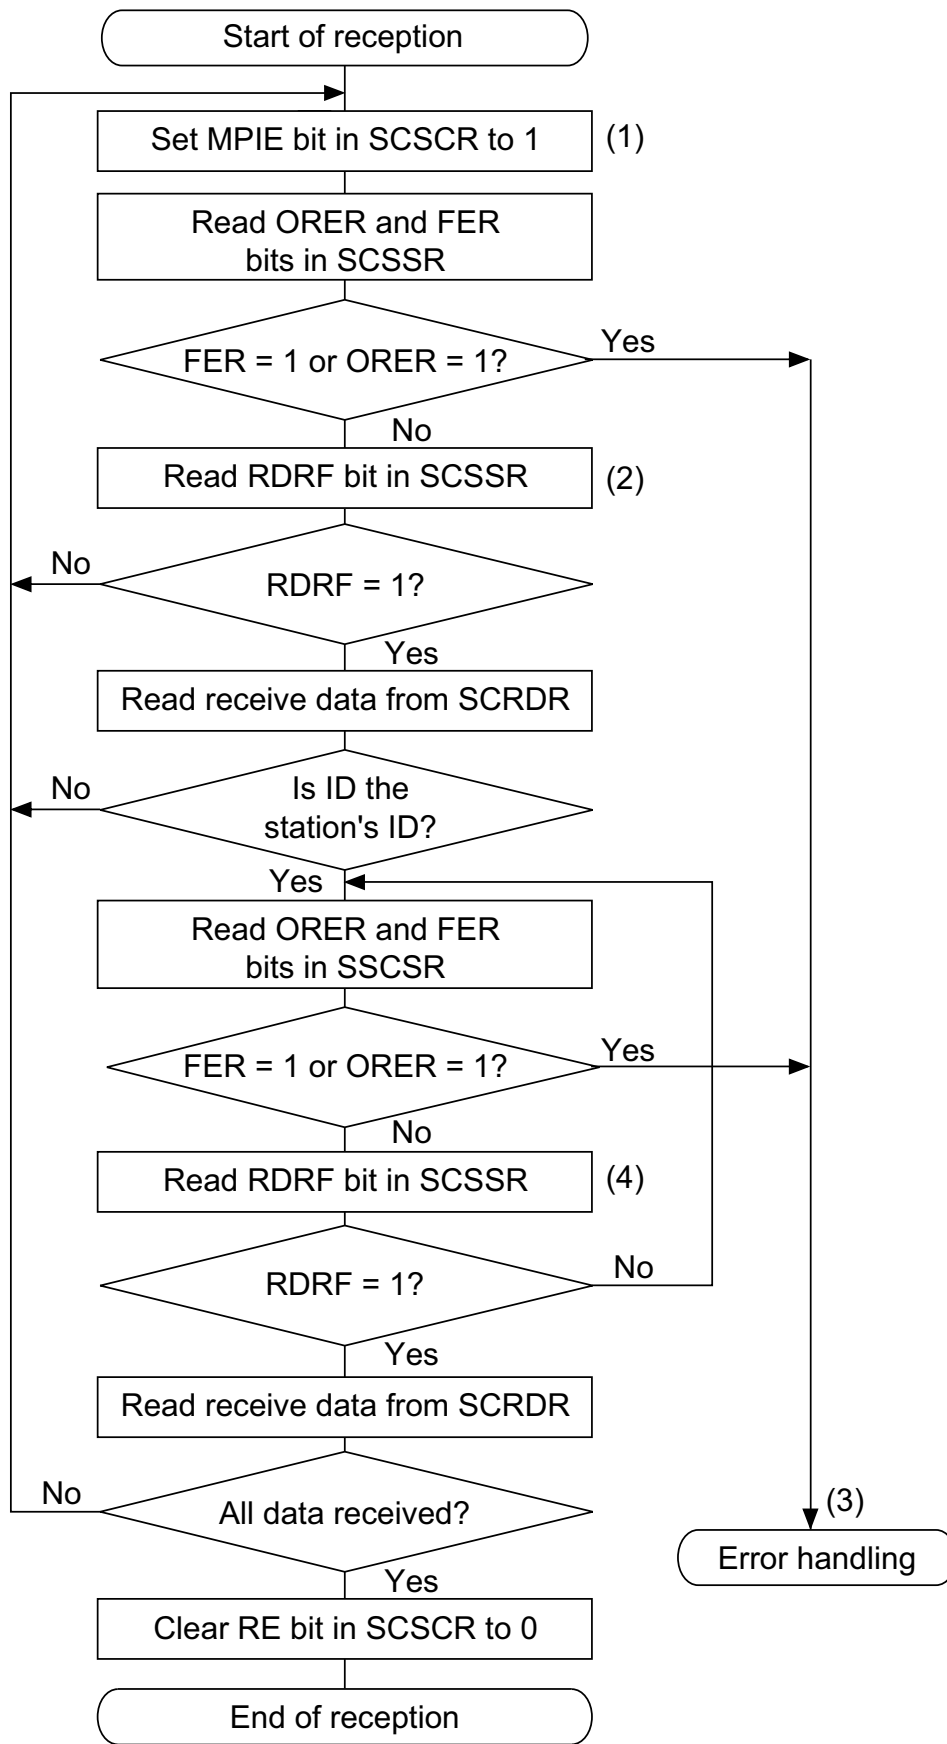 Start of reception
Set MPIE bit in SCSCR to 1
(1)
Read ORER and FER
bits in SCSSR
FER = 1 or ORER = 1?
Yes
No
Read RDRF bit in SCSSR
(2)
No
RDRF = 1?
Yes
Read receive data from SCRDR
No
Is ID the
station's ID?
Yes
Read ORER and FER
bits in SSCSR
FER = 1 or ORER = 1?
Yes
No
Read RDRF bit in SCSSR
(4)
RDRF = 1?
No
Yes
Read receive data from SCRDR
No
All data received?
(3)
Error handling
Yes
Clear RE bit in SCSCR to 0
End of reception